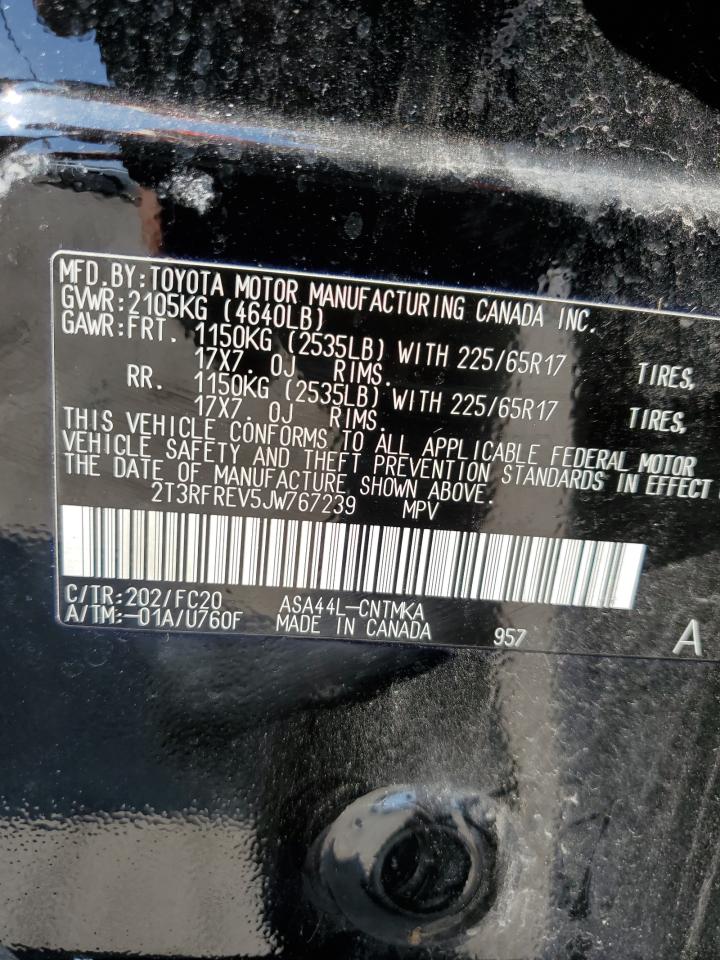 MFD.BY:TOYOTA MOTOR MANUFACTURING CANADA INC.
GVWR:2105KG (4640LB)
GAWR:FRT. 1150KG (2535LB) WITH 225/65R17 TIRES,
17X7.0J RIMS.
RR. 1150KG (2535LB) WITH 225/65R17 TIRES,
17X7.0J RIMS.
THIS VEHICLE CONFORMS TO ALL APPLICABLE FEDERAL MOTOR
VEHICLE SAFETY AND THEFT PREVENTION STANDARDS IN EFFECT
THE DATE OF MANUFACTURE SHOWN ABOVE.
2T3RFREV5JW767239 MPV
C/TR:202/FC20 ASA44L-CNTMKA
A/TM:-01A/U760F MADE IN CANADA 957 A